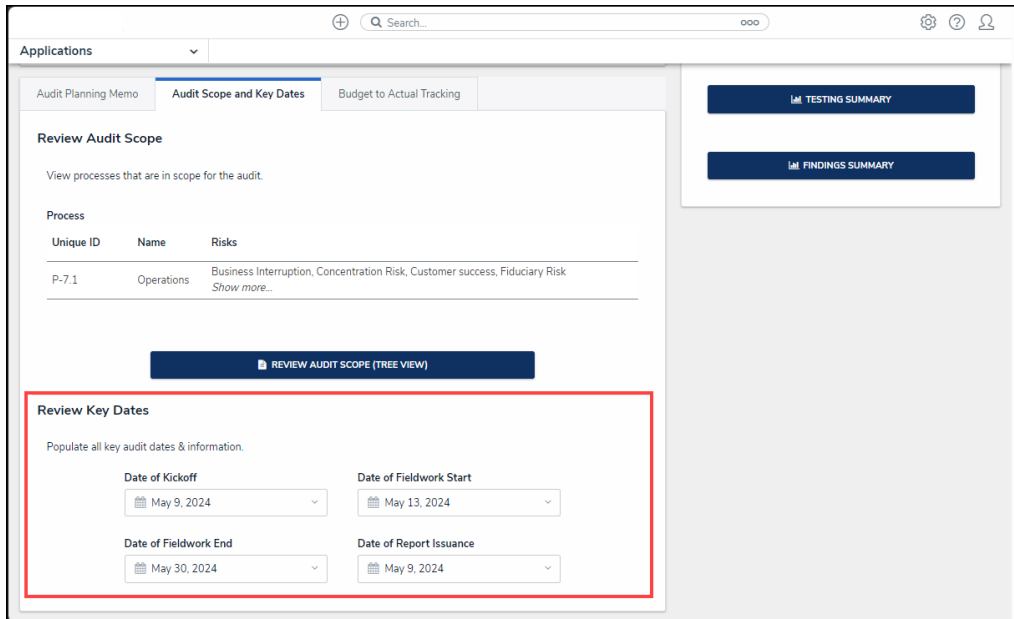 Search...
ooo
Applications
Audit Planning Memo
Audit Scope and Key Dates
Budget to Actual Tracking
TESTING SUMMARY
FINDINGS SUMMARY
Review Audit Scope
View processes that are in scope for the audit.
Process
Unique ID Name Risks
P-7.1 Operations Business Interruption, Concentration Risk, Customer success, Fiduciary Risk
Show more...
REVIEW AUDIT SCOPE (TREE VIEW)
Review Key Dates
Populate all key audit dates & information.
Date of Kickoff Date of Fieldwork Start
May 9, 2024 May 13, 2024
Date of Fieldwork End Date of Report Issuance
May 30, 2024 May 9, 2024